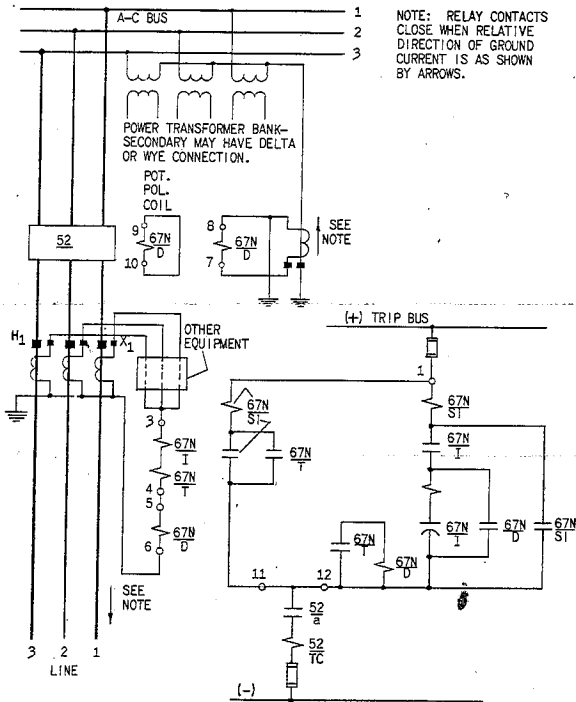 A-C BUS
1
2
3
NOTE: RELAY CONTACTS
CLOSE WHEN RELATIVE
DIRECTION OF GROUND
CURRENT IS AS SHOWN
BY ARROWS.
POWER TRANSFORMER BANK-
SECONDARY MAY HAVE DELTA
OR WYE CONNECTION.
POT.
POL.
COIL
9
67N
D
10
8
67N
D
7
SEE
NOTE
52
H1
X1
OTHER
EQUIPMENT
3
67N
I
67N
T
4
5
67N
D
6
SEE
NOTE
3 2 1
LINE
(+) TRIP BUS
1
67N
SI
67N
T
67N
SI
67N
I
67N
I
67N
D
67N
SI
67N
T
67N
D
11
12
52
a
52
TC
(-)